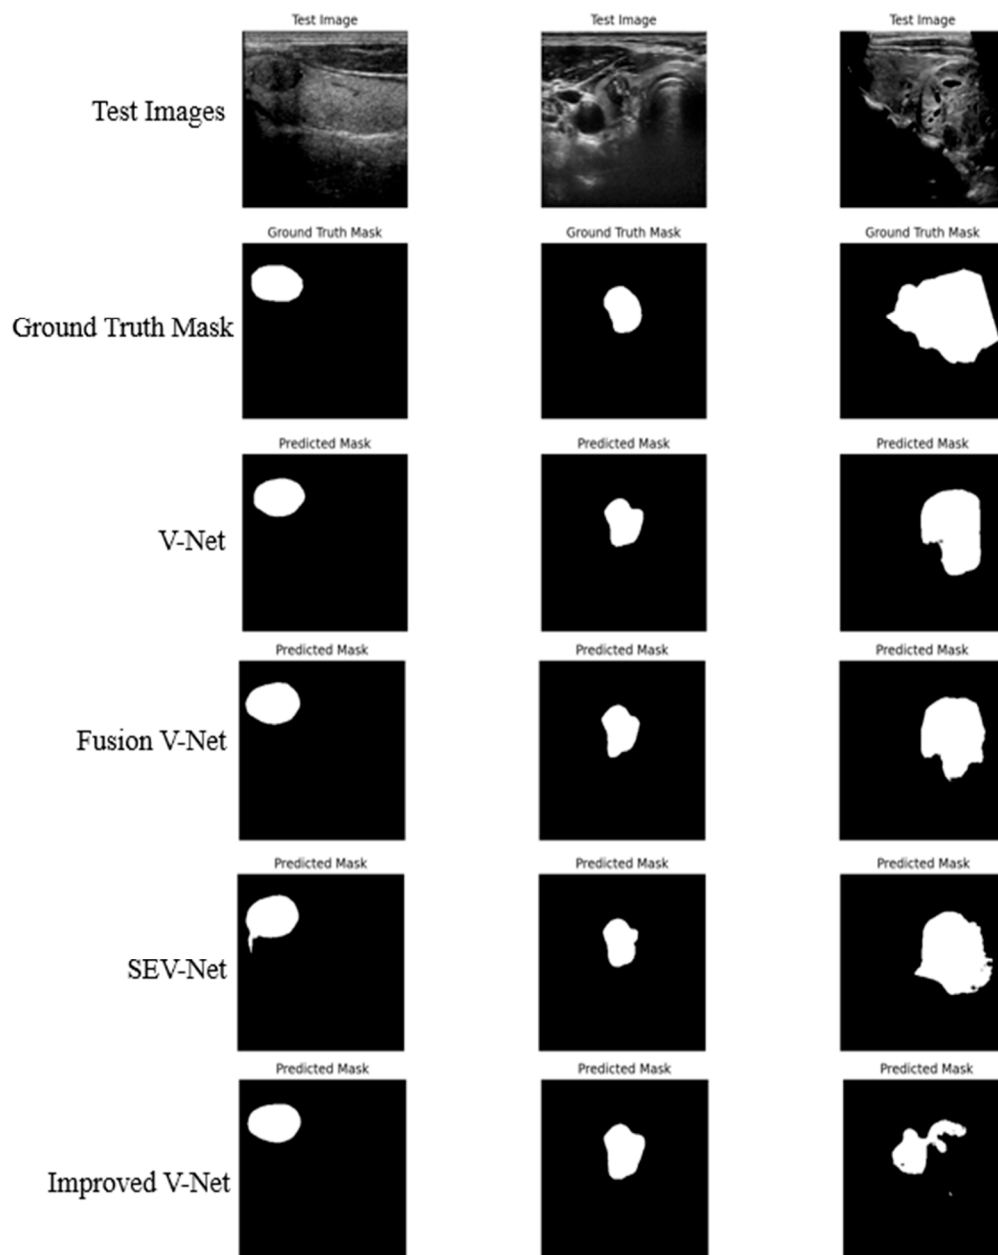 Test Image Test Image Test Image
Test Images
Ground Truth Mask Ground Truth Mask Ground Truth Mask
Ground Truth Mask
Predicted Mask Predicted Mask Predicted Mask
V-Net
Predicted Mask Predicted Mask Predicted Mask
Fusion V-Net
Predicted Mask Predicted Mask Predicted Mask
SEV-Net
Predicted Mask Predicted Mask Predicted Mask
Improved V-Net